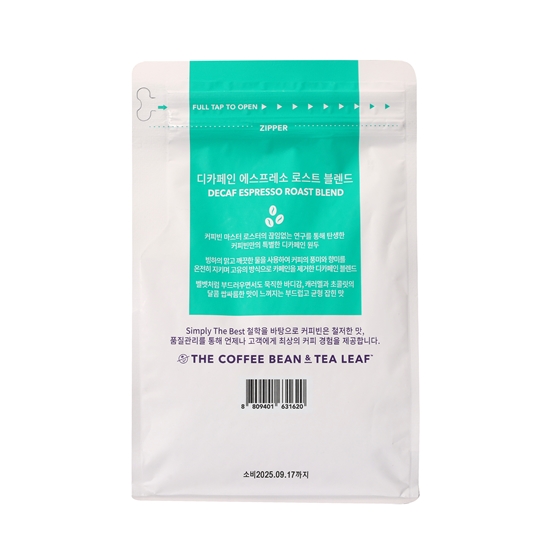 FULL TAP TO OPEN
ZIPPER
디카페인 에스프레소 로스트 블렌드
DECAF ESPRESSO ROAST BLEND
커피빈 마스터 로스터의 끊임없는 연구를 통해 탄생한
커피빈만의 특별한 디카페인 원두
빙하의 맑고 깨끗한 물을 사용하여 커피의 풍미와 향미를
온전히 지키며 고유의 방식으로 카페인을 제거한 디카페인 블렌드
벨벳처럼 부드러우면서도 묵직한 바디감, 캐러멜과 초콜릿의
달콤 쌉싸름한 맛이 느껴지는 부드럽고 균형 잡힌 맛
Simply The Best 철학을 바탕으로 커피빈은 철저한 맛,
품질관리를 통해 언제나 고객에게 최상의 커피 경험을 제공합니다.
THE COFFEE BEAN & TEA LEAF™
8 809401 631620
소비2025.09.17까지